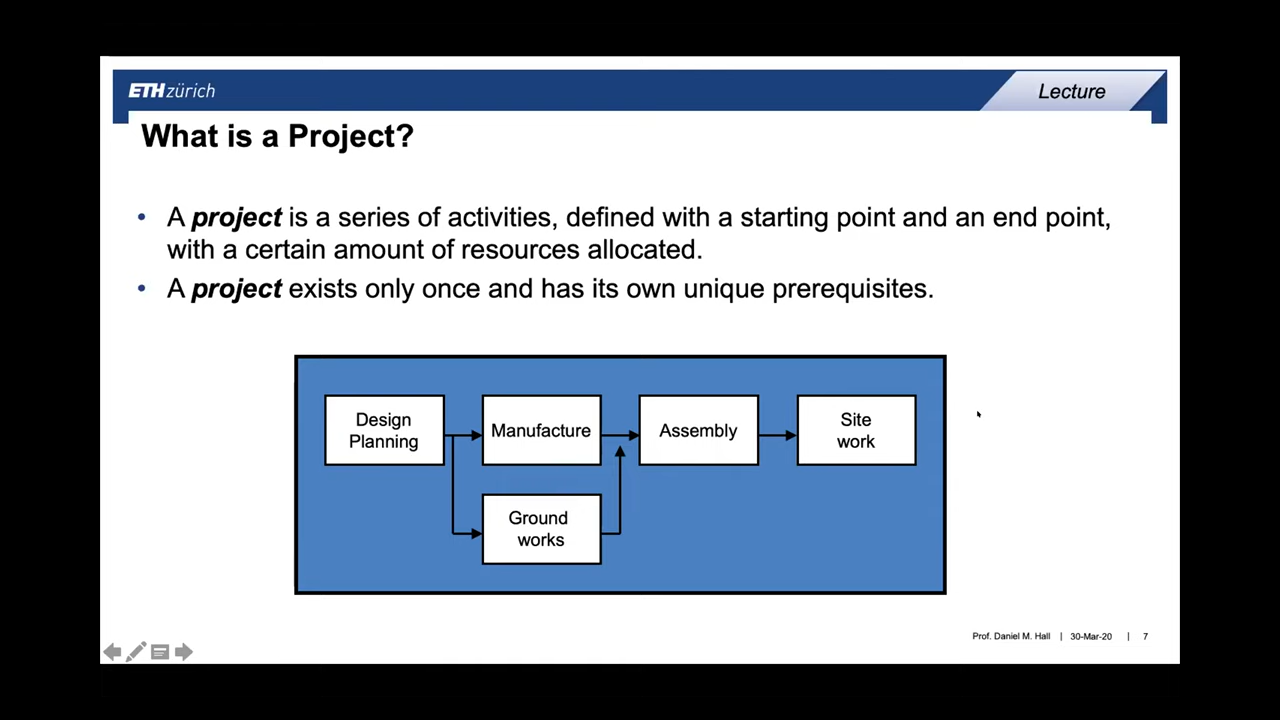 ETH zürich
Lecture
What is a Project?
• A project is a series of activities, defined with a starting point and an end point,
with a certain amount of resources allocated.
• A project exists only once and has its own unique prerequisites.
Design
Planning
Manufacture
Assembly
Site
work
Ground
works
Prof. Daniel M. Hall | 30-Mar-20 | 7